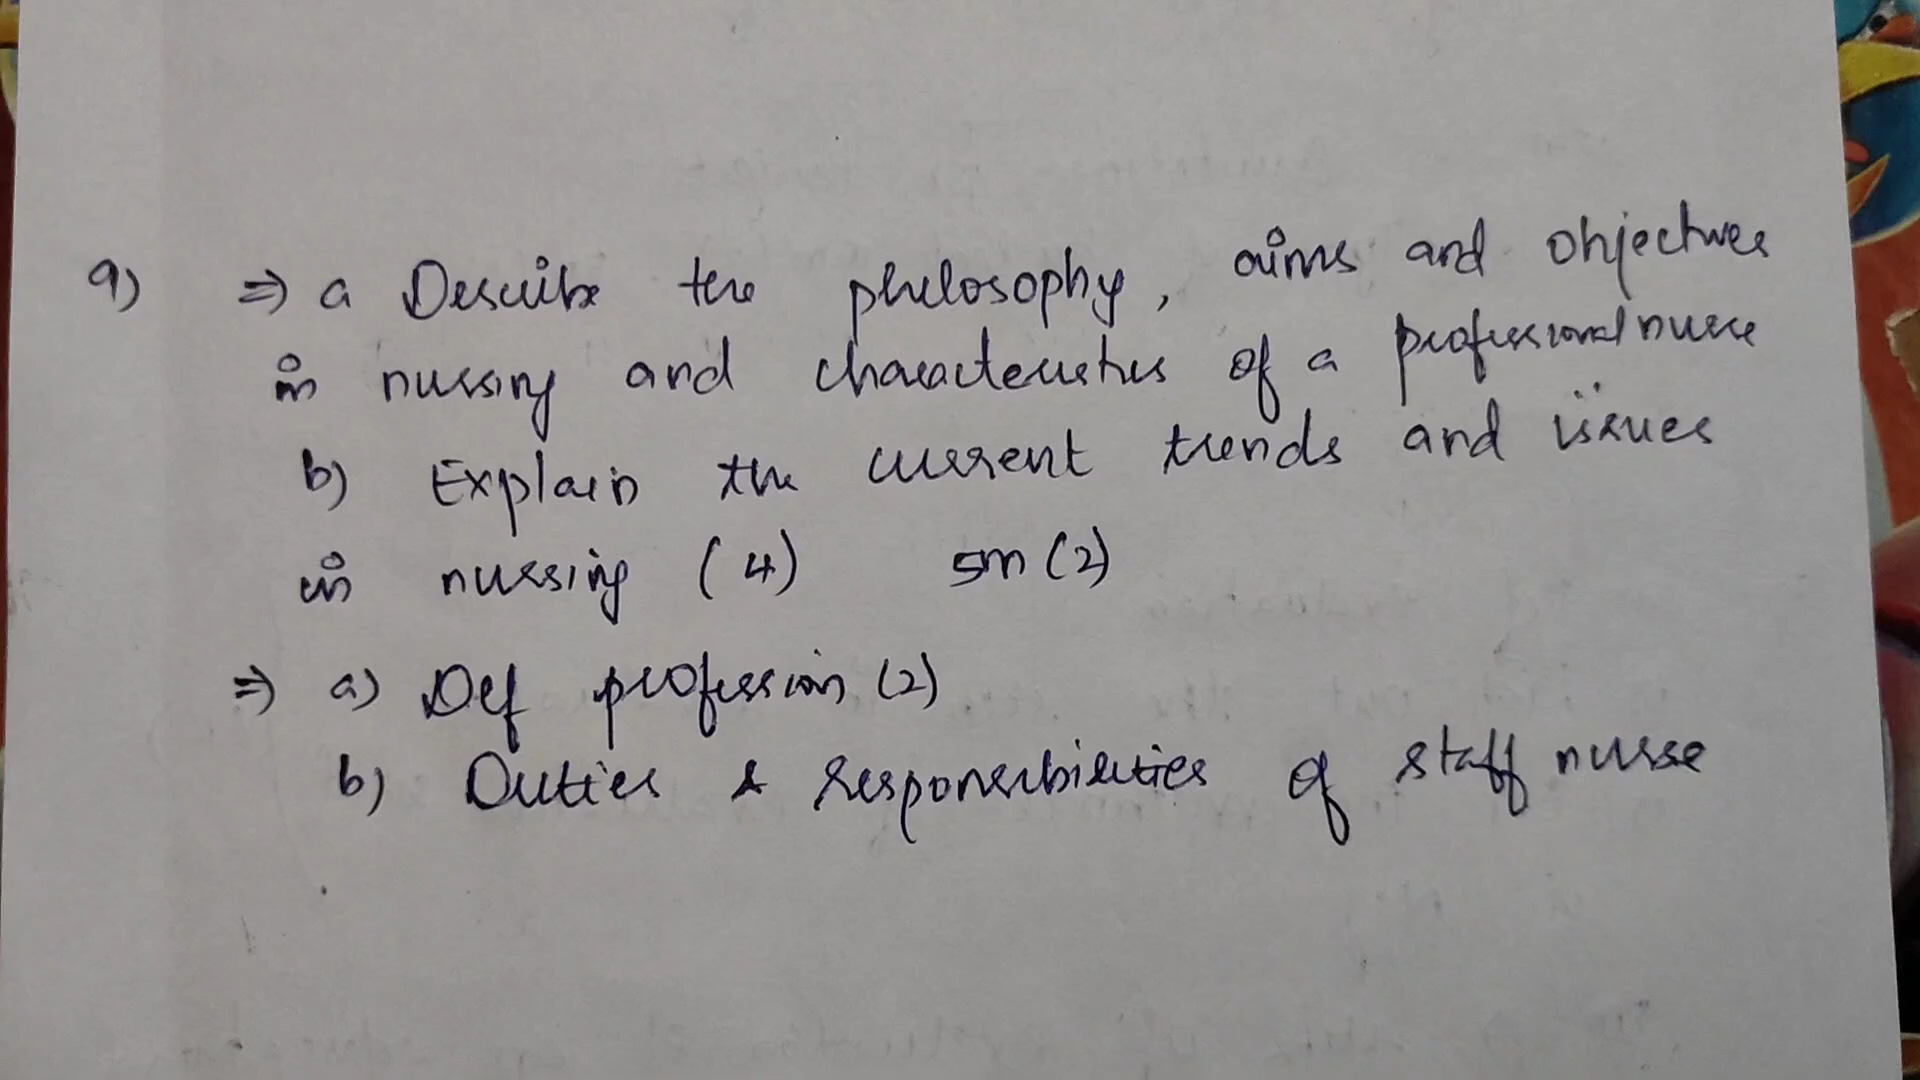 9) ⇒ a Describe the philosophy, aims and objectives
in nursing and characteristics of a professional nurse
b) Explain the current trends and issues
in nursing (4) 5m (2)
⇒ a) Def profession (2)
b) Duties & responsibilities of staff nurse